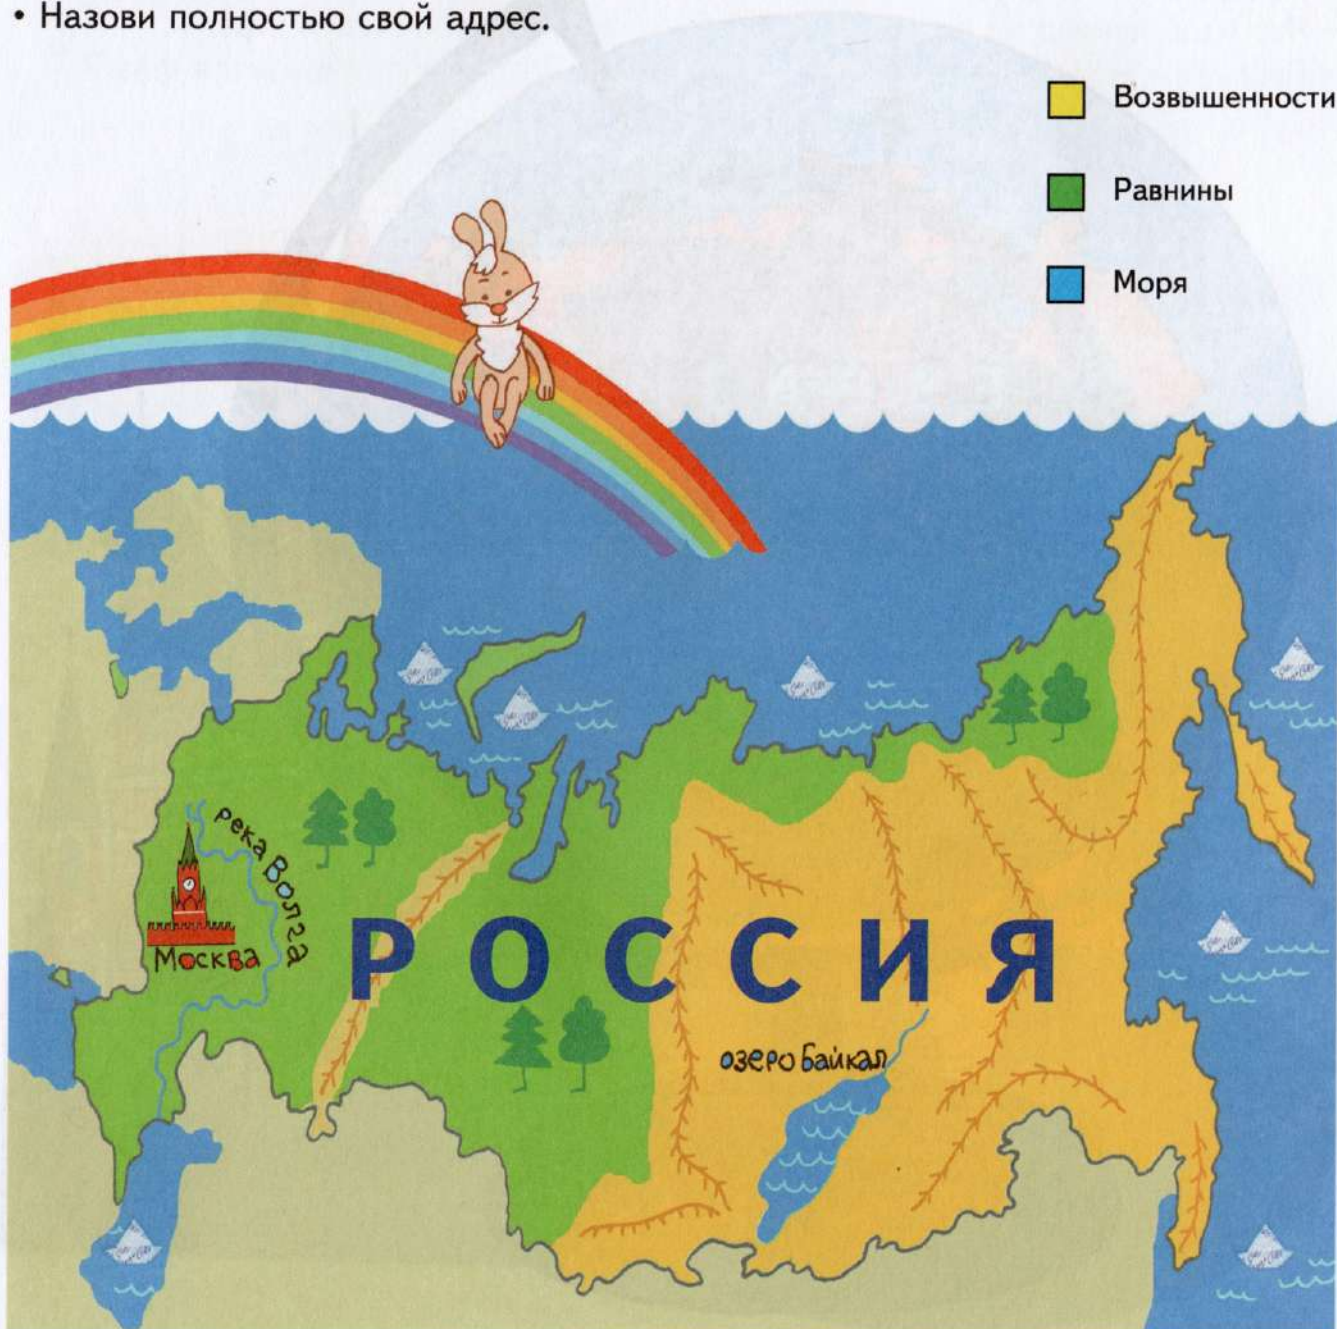 • Назови полностью свой адрес.
Возвышенности
Равнины
Моря
река Волга
Москва
РОССИЯ
озеро Байкал